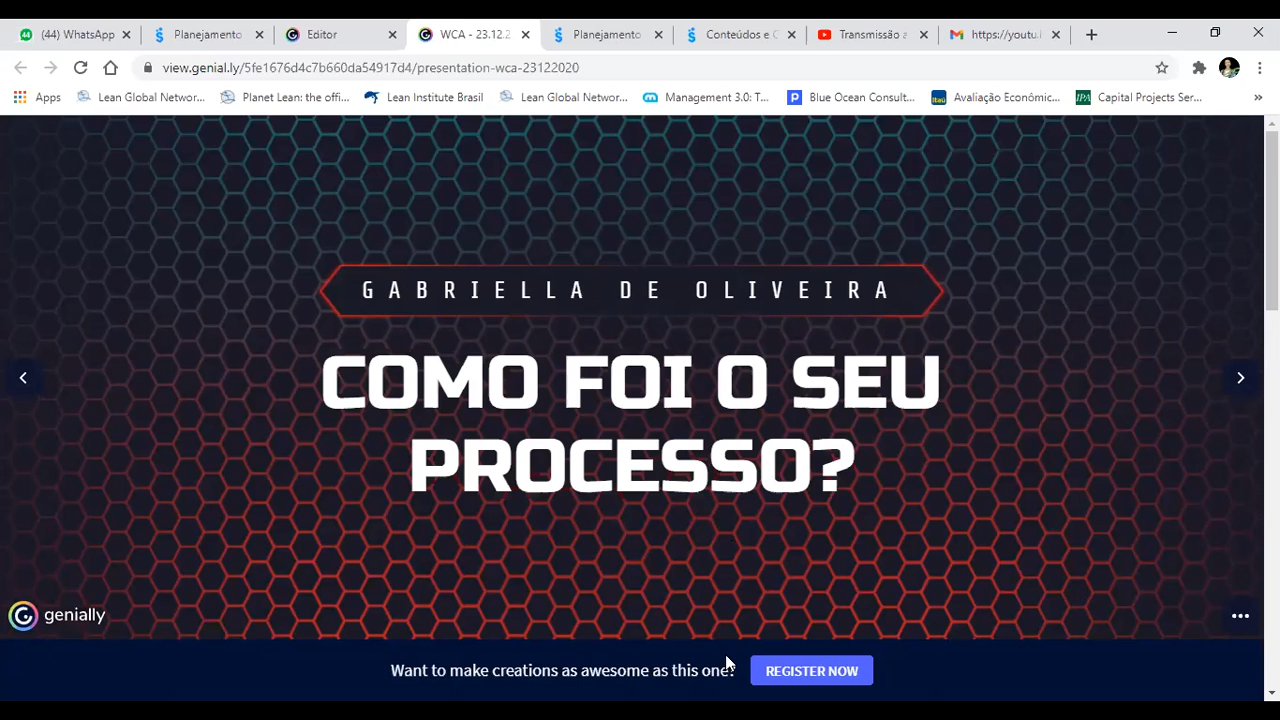 (44) WhatsApp
Planejamento
Editor
WCA - 23.12.2
Planejamento
Conteúdos e C
Transmissão a
https://youtu.
view.genial.ly/5fe1676d4c7b660da54917d4/presentation-wca-23122020
Apps
Lean Global Networ...
Planet Lean: the offi...
Lean Institute Brasil
Lean Global Networ...
Management 3.0: T...
Blue Ocean Consult...
Avaliação Econômic...
Capital Projects Ser...
GABRIELLA DE OLIVEIRA
COMO FOI O SEU
PROCESSO?
genially
Want to make creations as awesome as this one?
REGISTER NOW